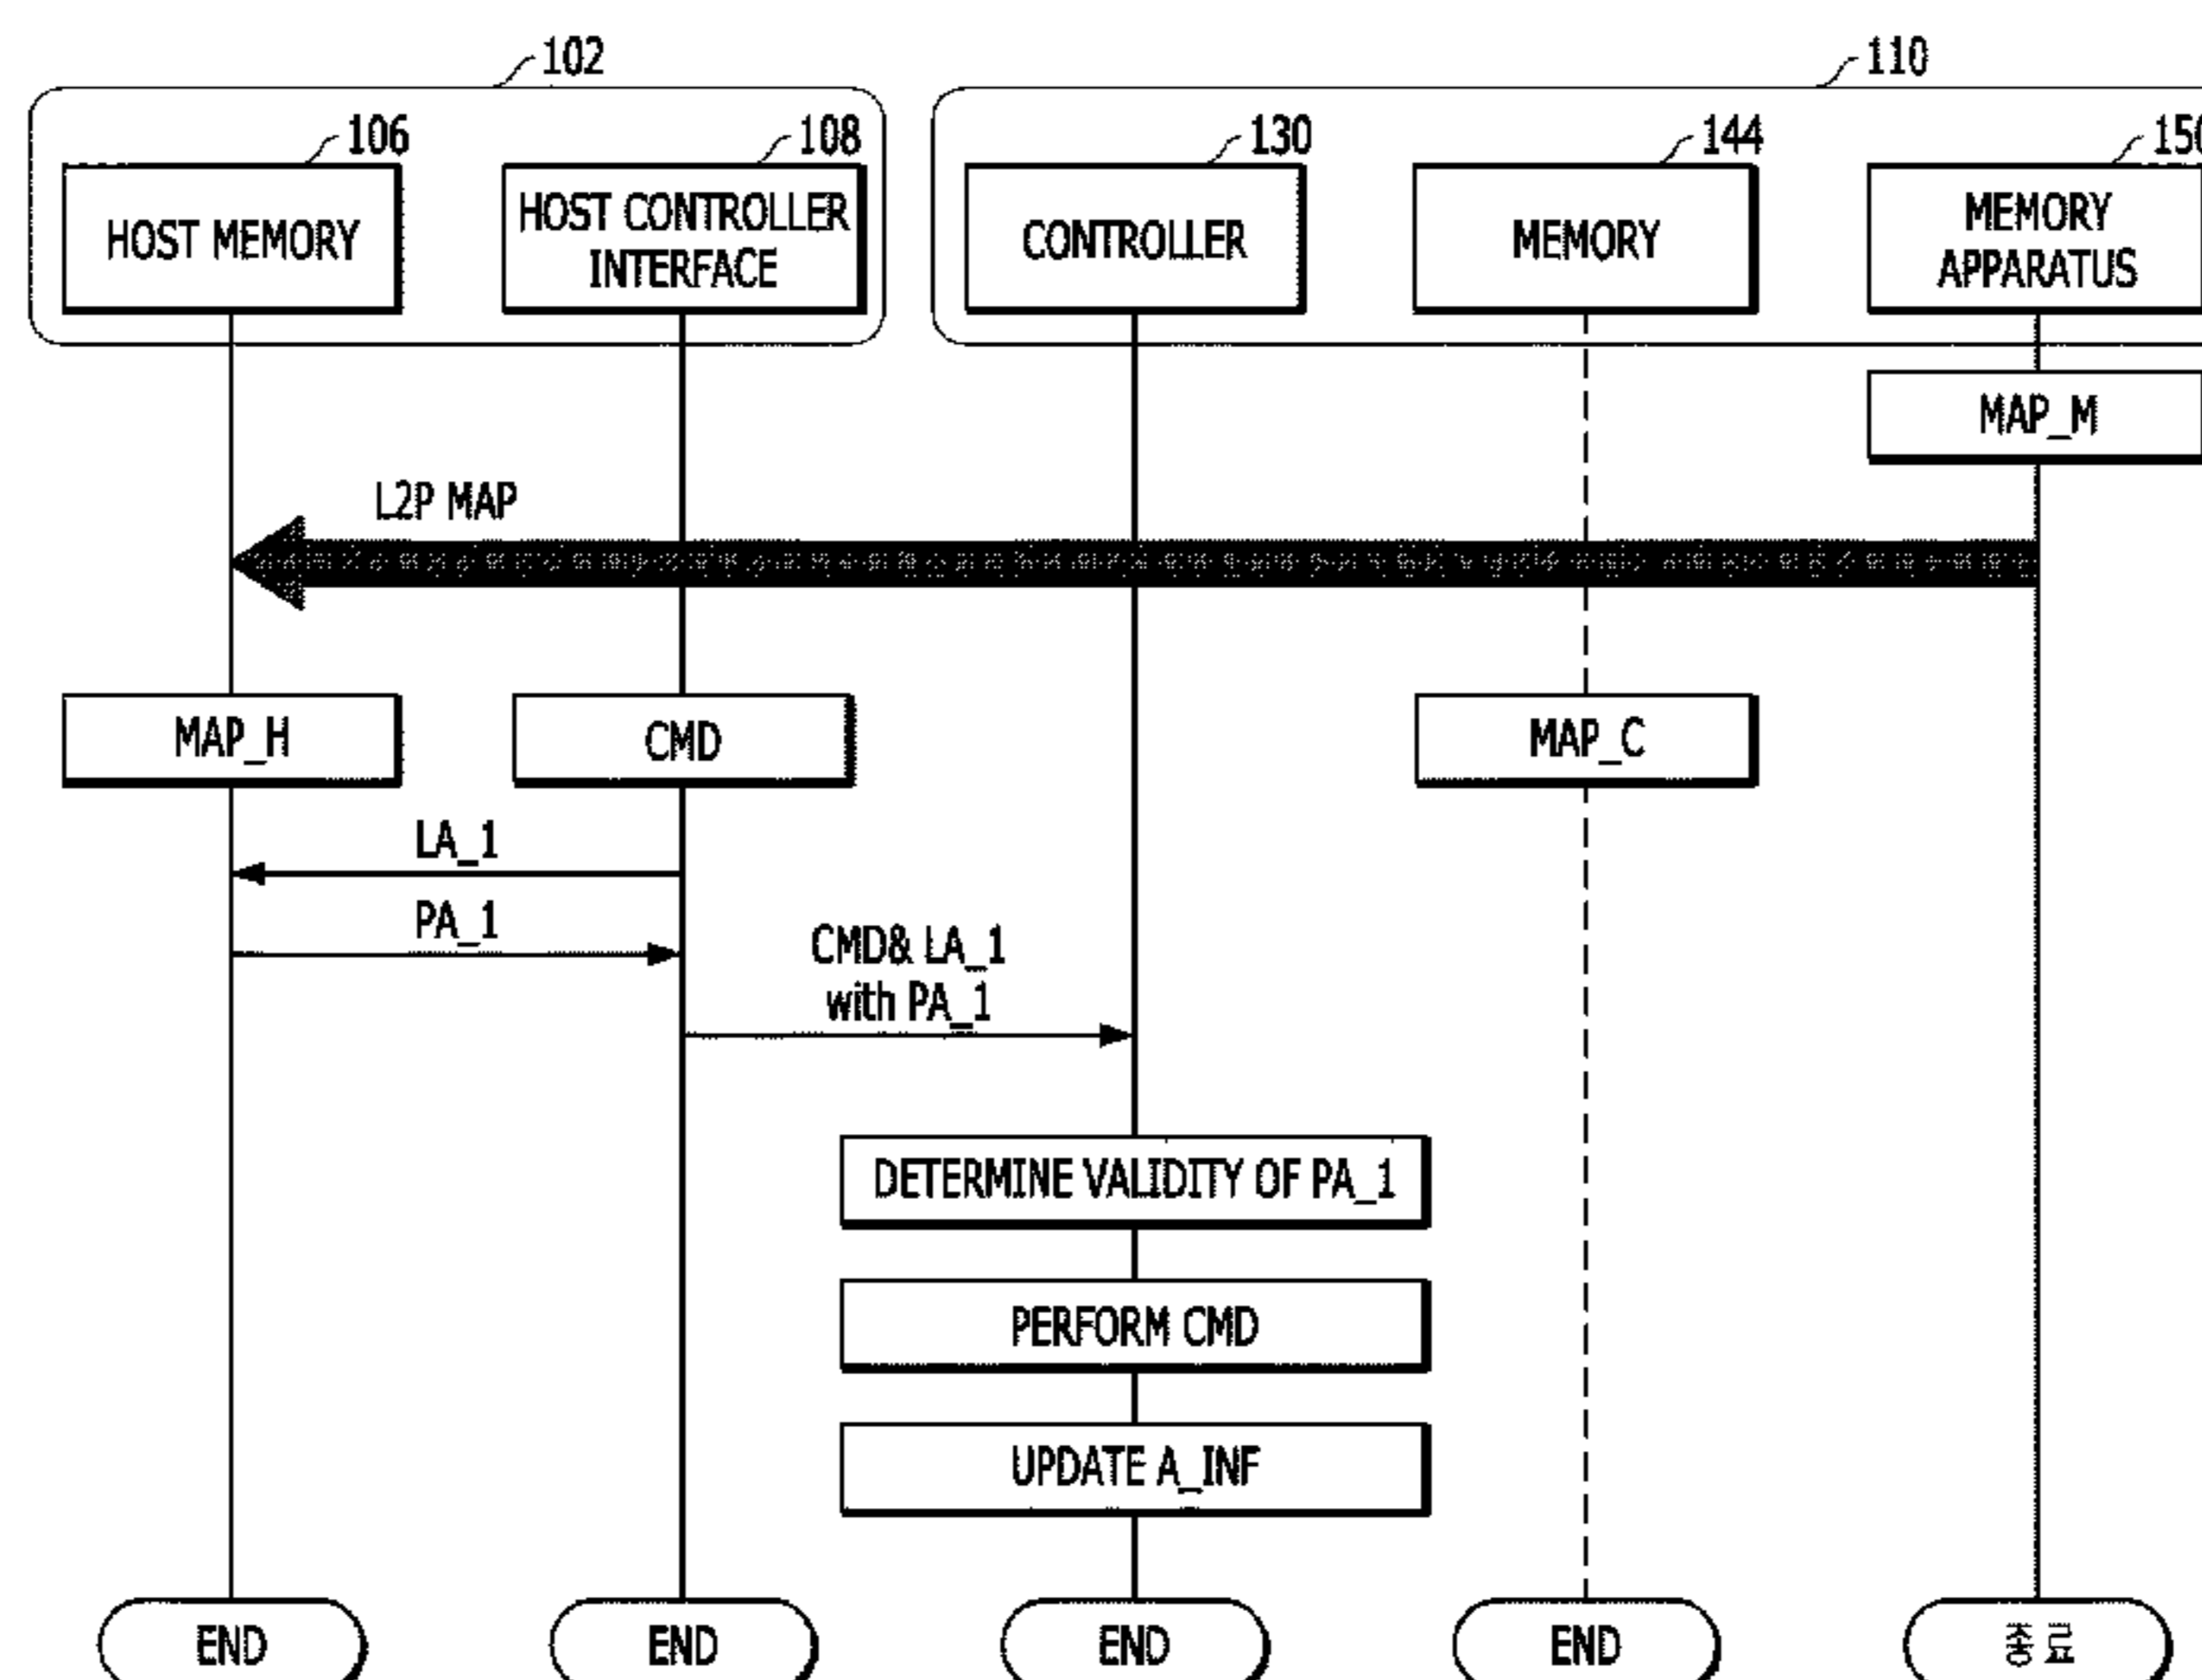 102
110
106
108
130
144
150
HOST MEMORY
HOST CONTROLLER
INTERFACE
CONTROLLER
MEMORY
MEMORY
APPARATUS
MAP_M
L2P MAP
MAP_H
CMD
MAP_C
LA_1
PA_1
CMD& LA_1
with PA_1
DETERMINE VALIDITY OF PA_1
PERFORM CMD
UPDATE A_INF
END
END
END
END
종료